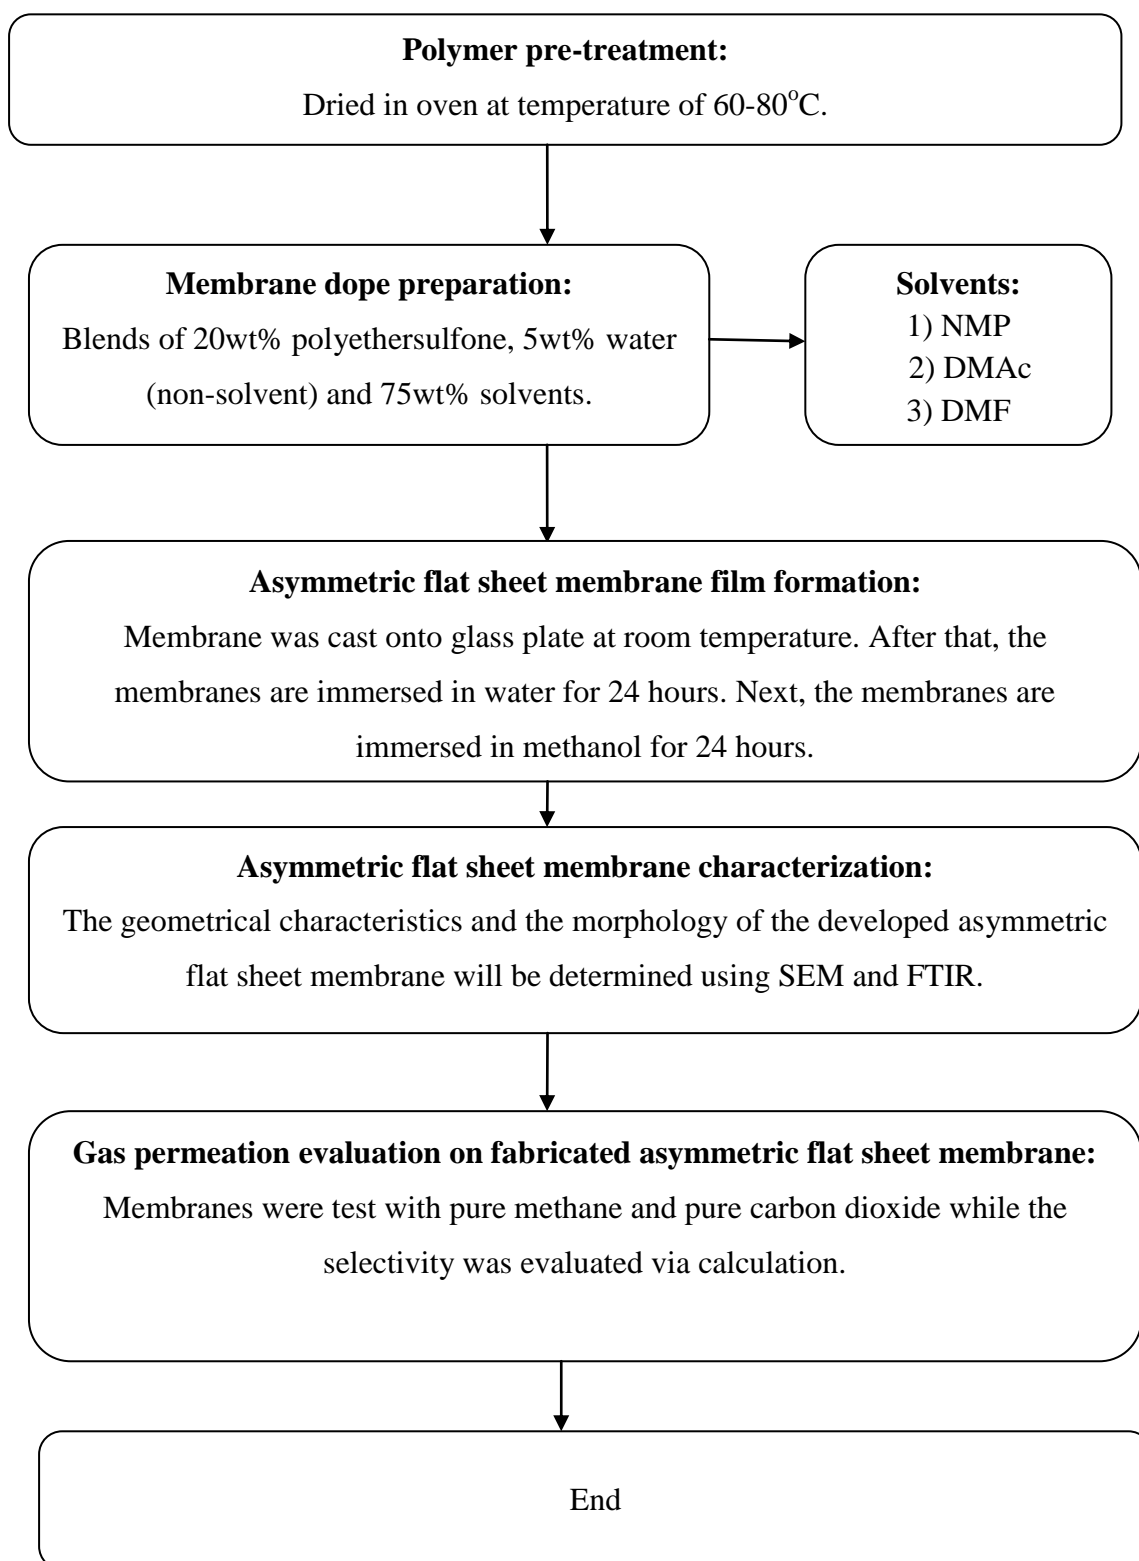 Polymer pre-treatment:
Dried in oven at temperature of 60-80°C.
Membrane dope preparation:
Blends of 20wt% polyethersulfone, 5wt% water
(non-solvent) and 75wt% solvents.
Solvents:
1) NMP
2) DMAc
3) DMF
Asymmetric flat sheet membrane film formation:
Membrane was cast onto glass plate at room temperature. After that, the
membranes are immersed in water for 24 hours. Next, the membranes are
immersed in methanol for 24 hours.
Asymmetric flat sheet membrane characterization:
The geometrical characteristics and the morphology of the developed asymmetric
flat sheet membrane will be determined using SEM and FTIR.
Gas permeation evaluation on fabricated asymmetric flat sheet membrane:
Membranes were test with pure methane and pure carbon dioxide while the
selectivity was evaluated via calculation.
End